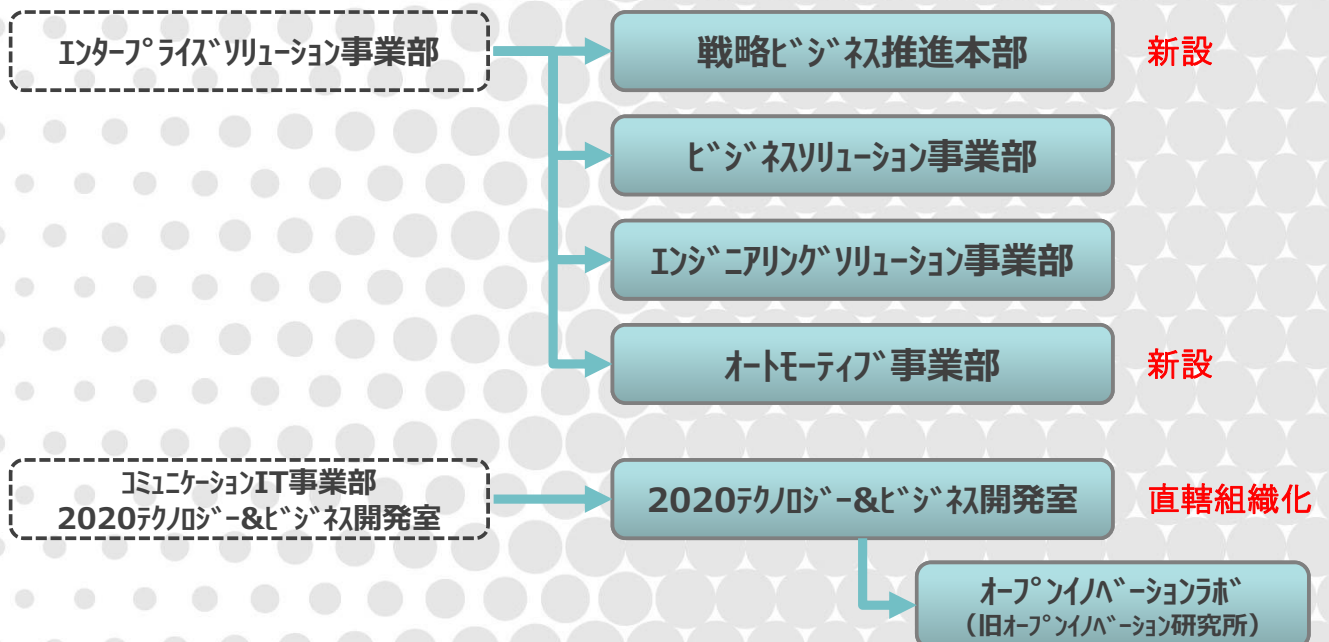 ｴﾝﾀｰﾌﾟﾗｲｽﾞｿﾘｭｰｼｮﾝ事業部
戦略ﾋﾞｼﾞﾈｽ推進本部
新設
ﾋﾞｼﾞﾈｽｿﾘｭｰｼｮﾝ事業部
ｴﾝｼﾞﾆｱﾘﾝｸﾞｿﾘｭｰｼｮﾝ事業部
ｵｰﾄﾓｰﾃｨﾌﾞ事業部
新設
ｺﾐｭﾆｹｰｼｮﾝIT事業部
2020ﾃｸﾉﾛｼﾞｰ&ﾋﾞｼﾞﾈｽ開発室
2020ﾃｸﾉﾛｼﾞｰ&ﾋﾞｼﾞﾈｽ開発室
直轄組織化
ｵｰﾌﾟﾝｲﾉﾍﾞｰｼｮﾝﾗﾎﾞ
（旧ｵｰﾌﾟﾝｲﾉﾍﾞｰｼｮﾝ研究所）